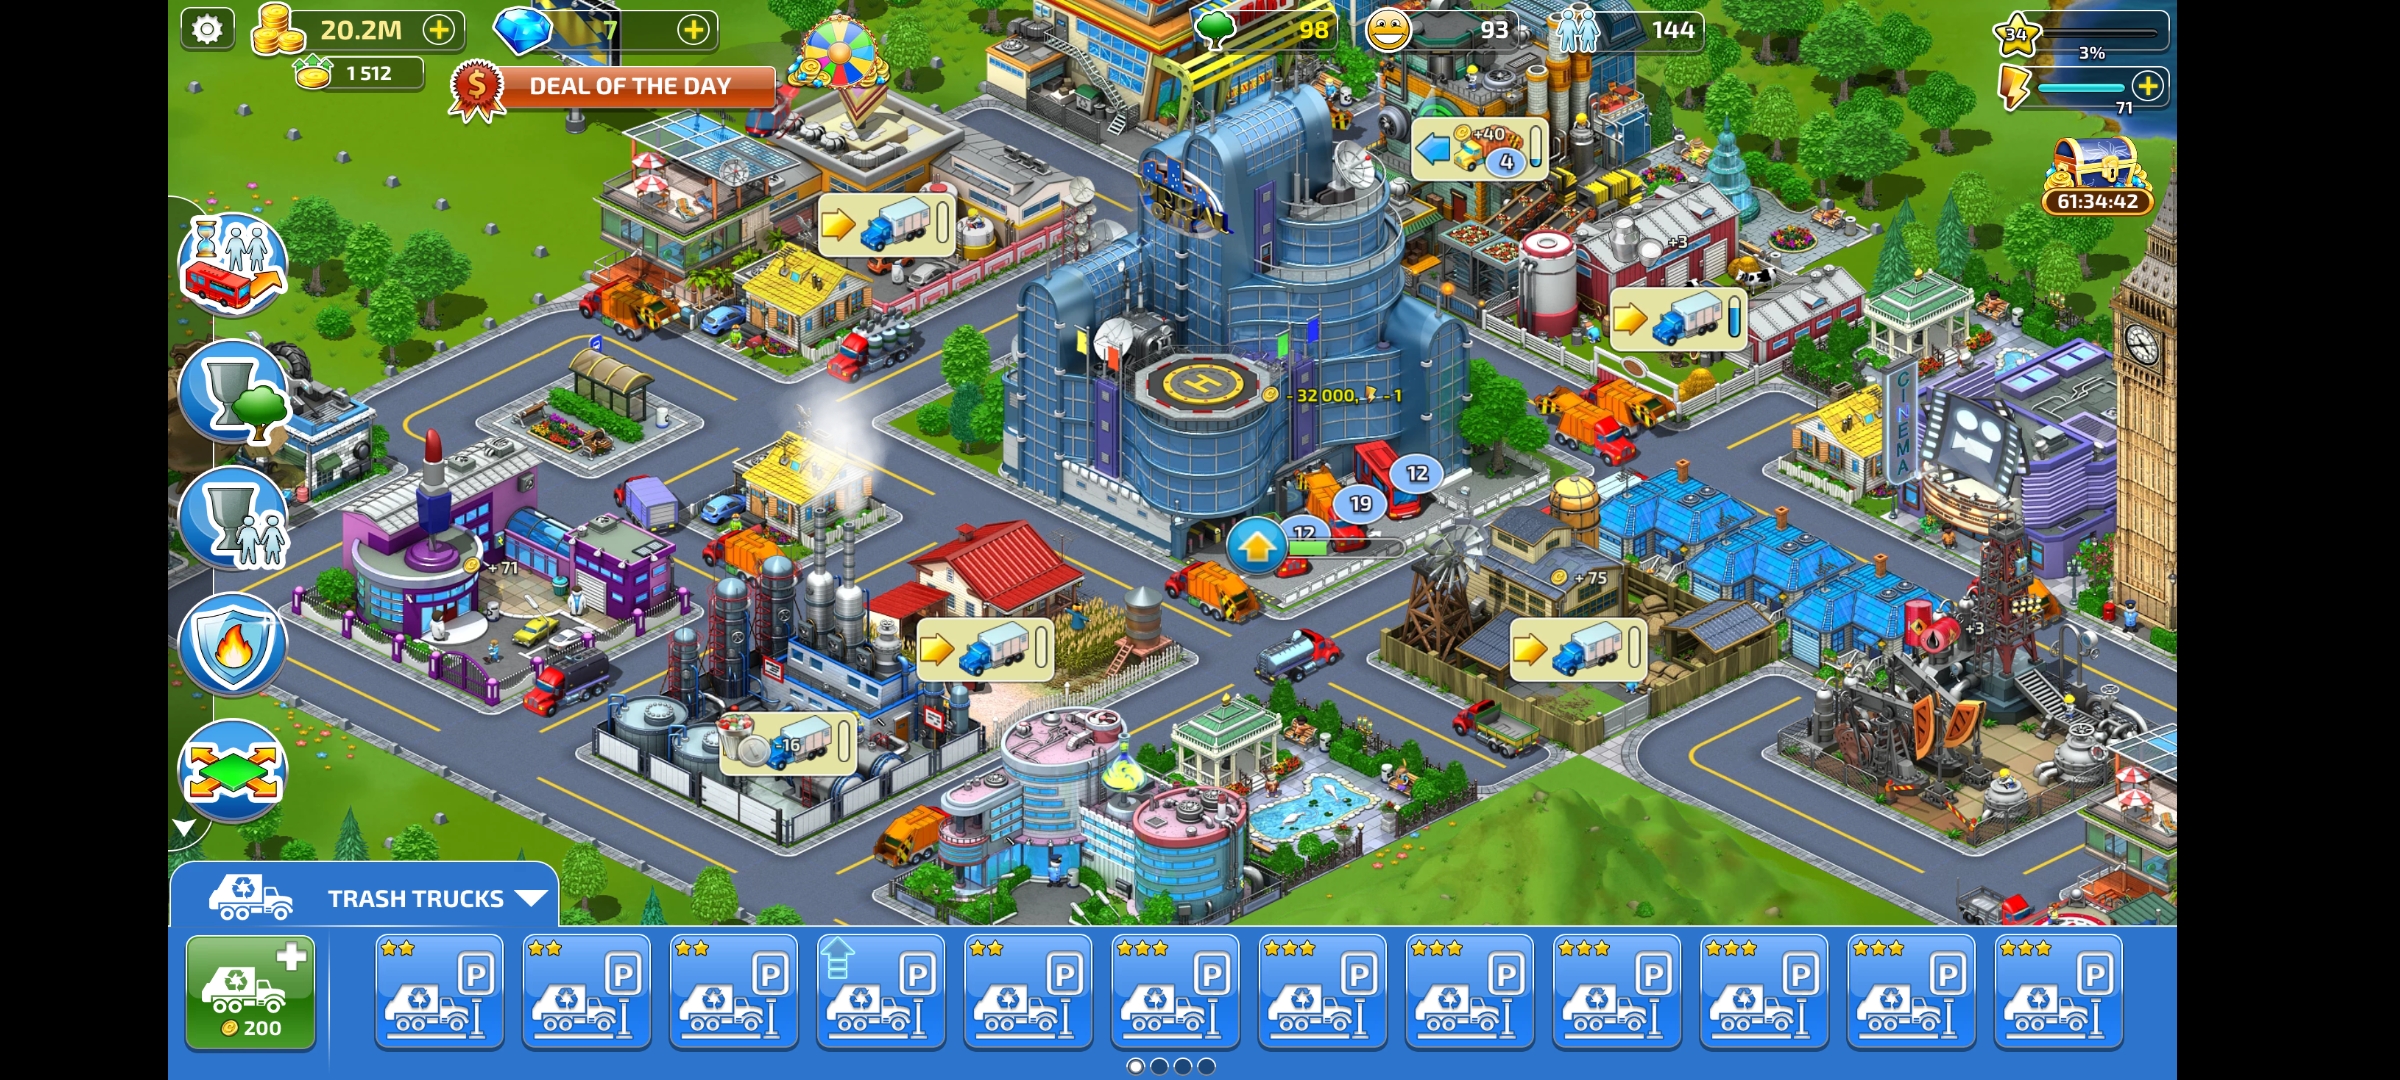 20.2M
7
98
93
144
34
3%
1 512
DEAL OF THE DAY
71
+40
4
61:34:42
+3
CINEMA
H
- 32 000, -1
12
19
12
+71
+75
+3
-16
TRASH TRUCKS
P P P P P P P P P P P P
200